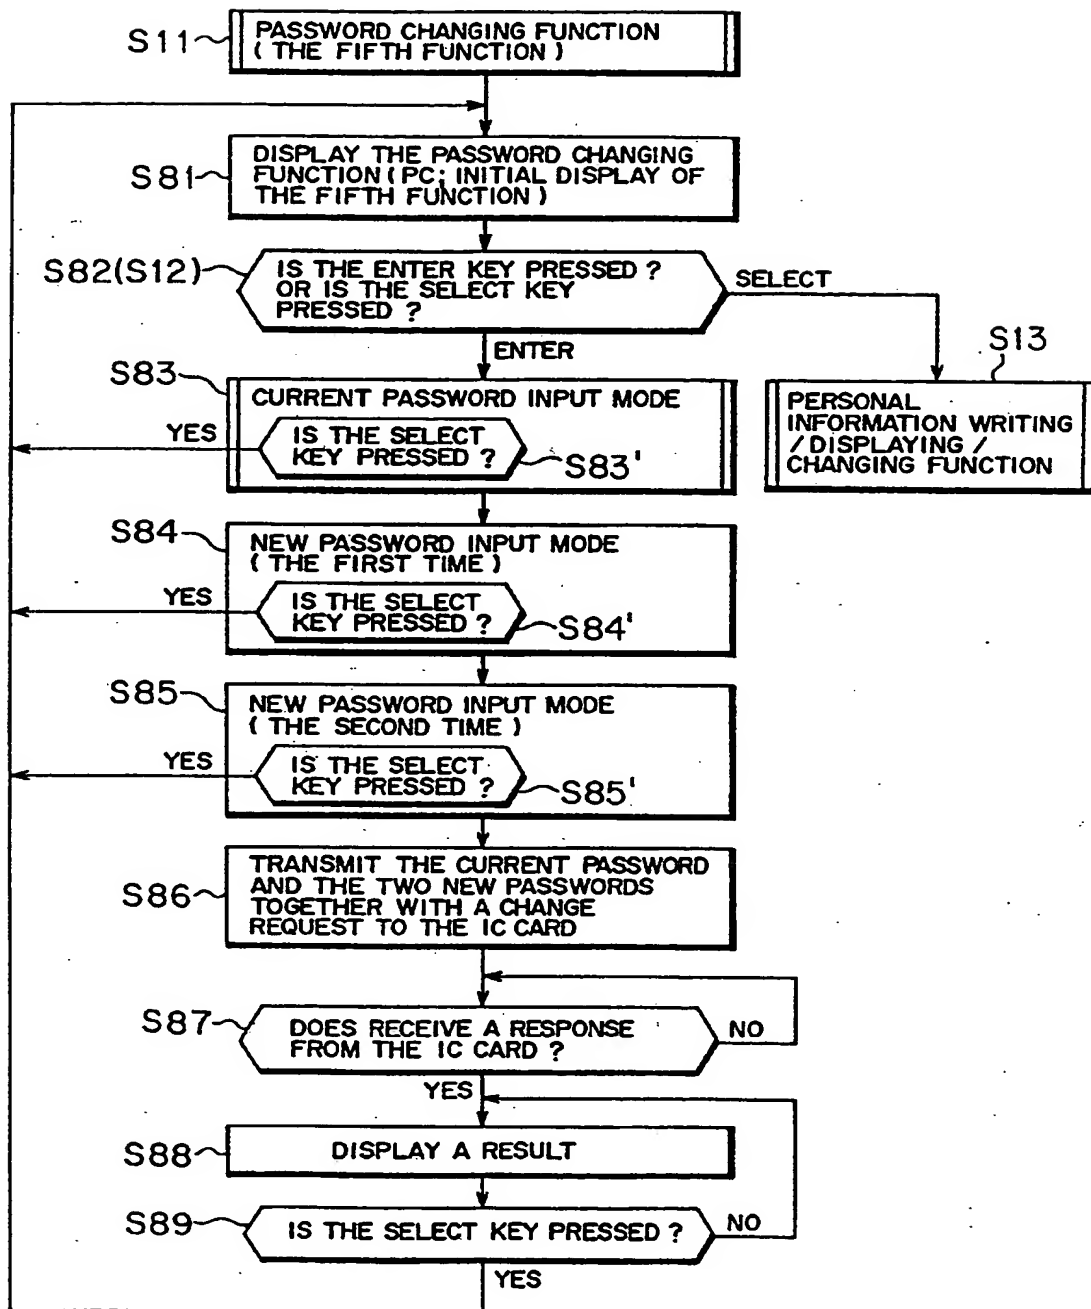 S11
PASSWORD CHANGING FUNCTION
( THE FIFTH FUNCTION )
S81
DISPLAY THE PASSWORD CHANGING
FUNCTION ( PC; INITIAL DISPLAY OF
THE FIFTH FUNCTION )
S82(S12)
IS THE ENTER KEY PRESSED ?
OR IS THE SELECT KEY
PRESSED ?
SELECT
ENTER
S13
PERSONAL
INFORMATION WRITING
/ DISPLAYING /
CHANGING FUNCTION
S83
CURRENT PASSWORD INPUT MODE
YES
IS THE SELECT
KEY PRESSED ?
S83'
S84
NEW PASSWORD INPUT MODE
( THE FIRST TIME )
YES
IS THE SELECT
KEY PRESSED ?
S84'
S85
NEW PASSWORD INPUT MODE
( THE SECOND TIME )
YES
IS THE SELECT
KEY PRESSED ?
S85'
S86
TRANSMIT THE CURRENT PASSWORD
AND THE TWO NEW PASSWORDS
TOGETHER WITH A CHANGE
REQUEST TO THE IC CARD
S87
DOES RECEIVE A RESPONSE
FROM THE IC CARD ?
NO
YES
S88
DISPLAY A RESULT
S89
IS THE SELECT KEY PRESSED ?
NO
YES